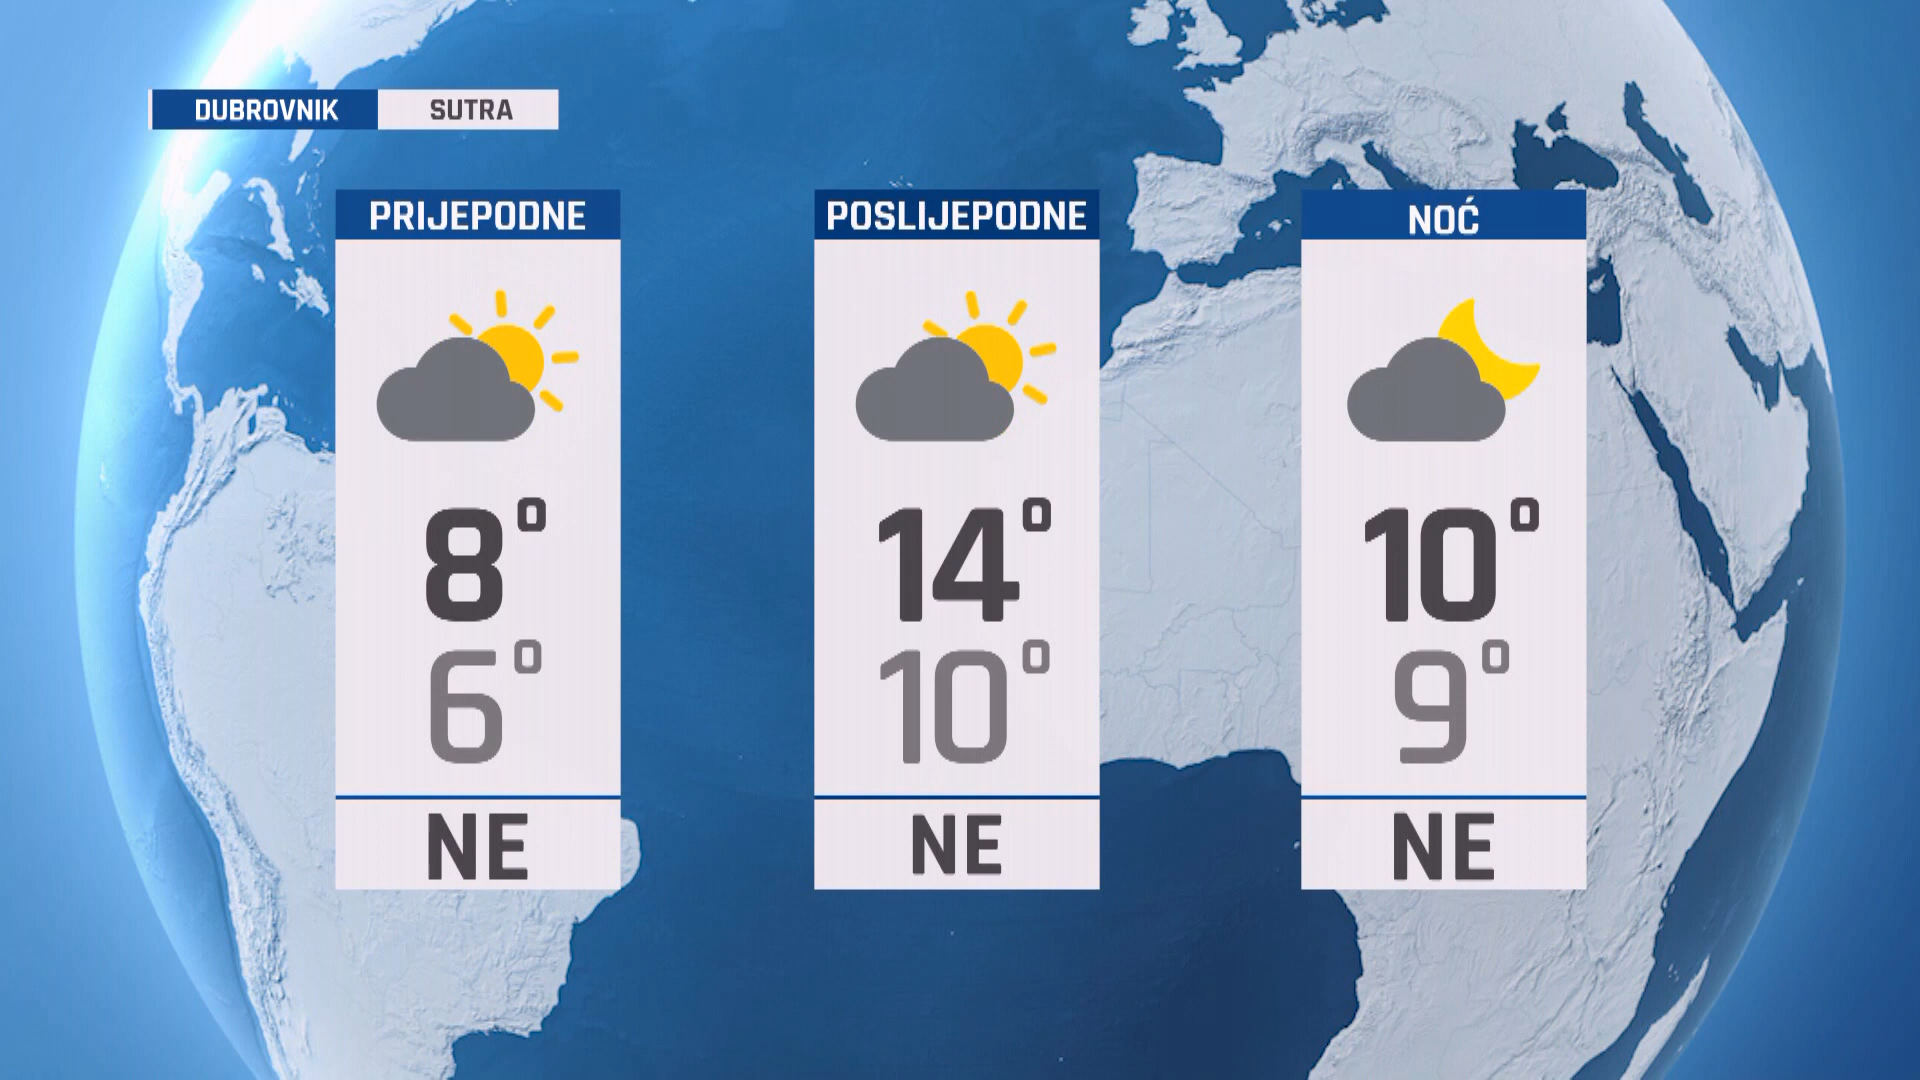 DUBROVNIK SUTRA
PRIJEPODNE
8°
6°
NE
POSLIJEPODNE
14°
10°
NE
NOĆ
10°
9°
NE